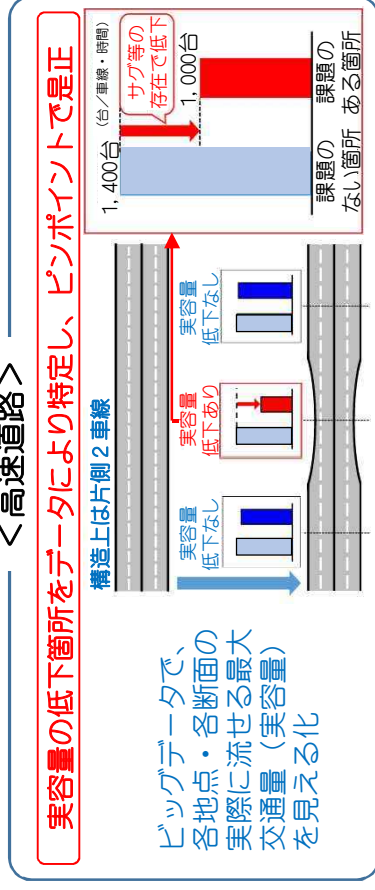 ＜高速道路＞
実容量の低下箇所をデータにより特定し、ピンポイントで是正
ビッグデータで、
各地点・各断面の
実際に流せる最大
交通量（実容量）
を見える化
構造上は片側２車線
実容量
低下なし
実容量
低下あり
実容量
低下なし
1,400台
（台／車線・時間）
サグ等の
存在で低下
1,000台
課題の
ない箇所
課題の
ある箇所